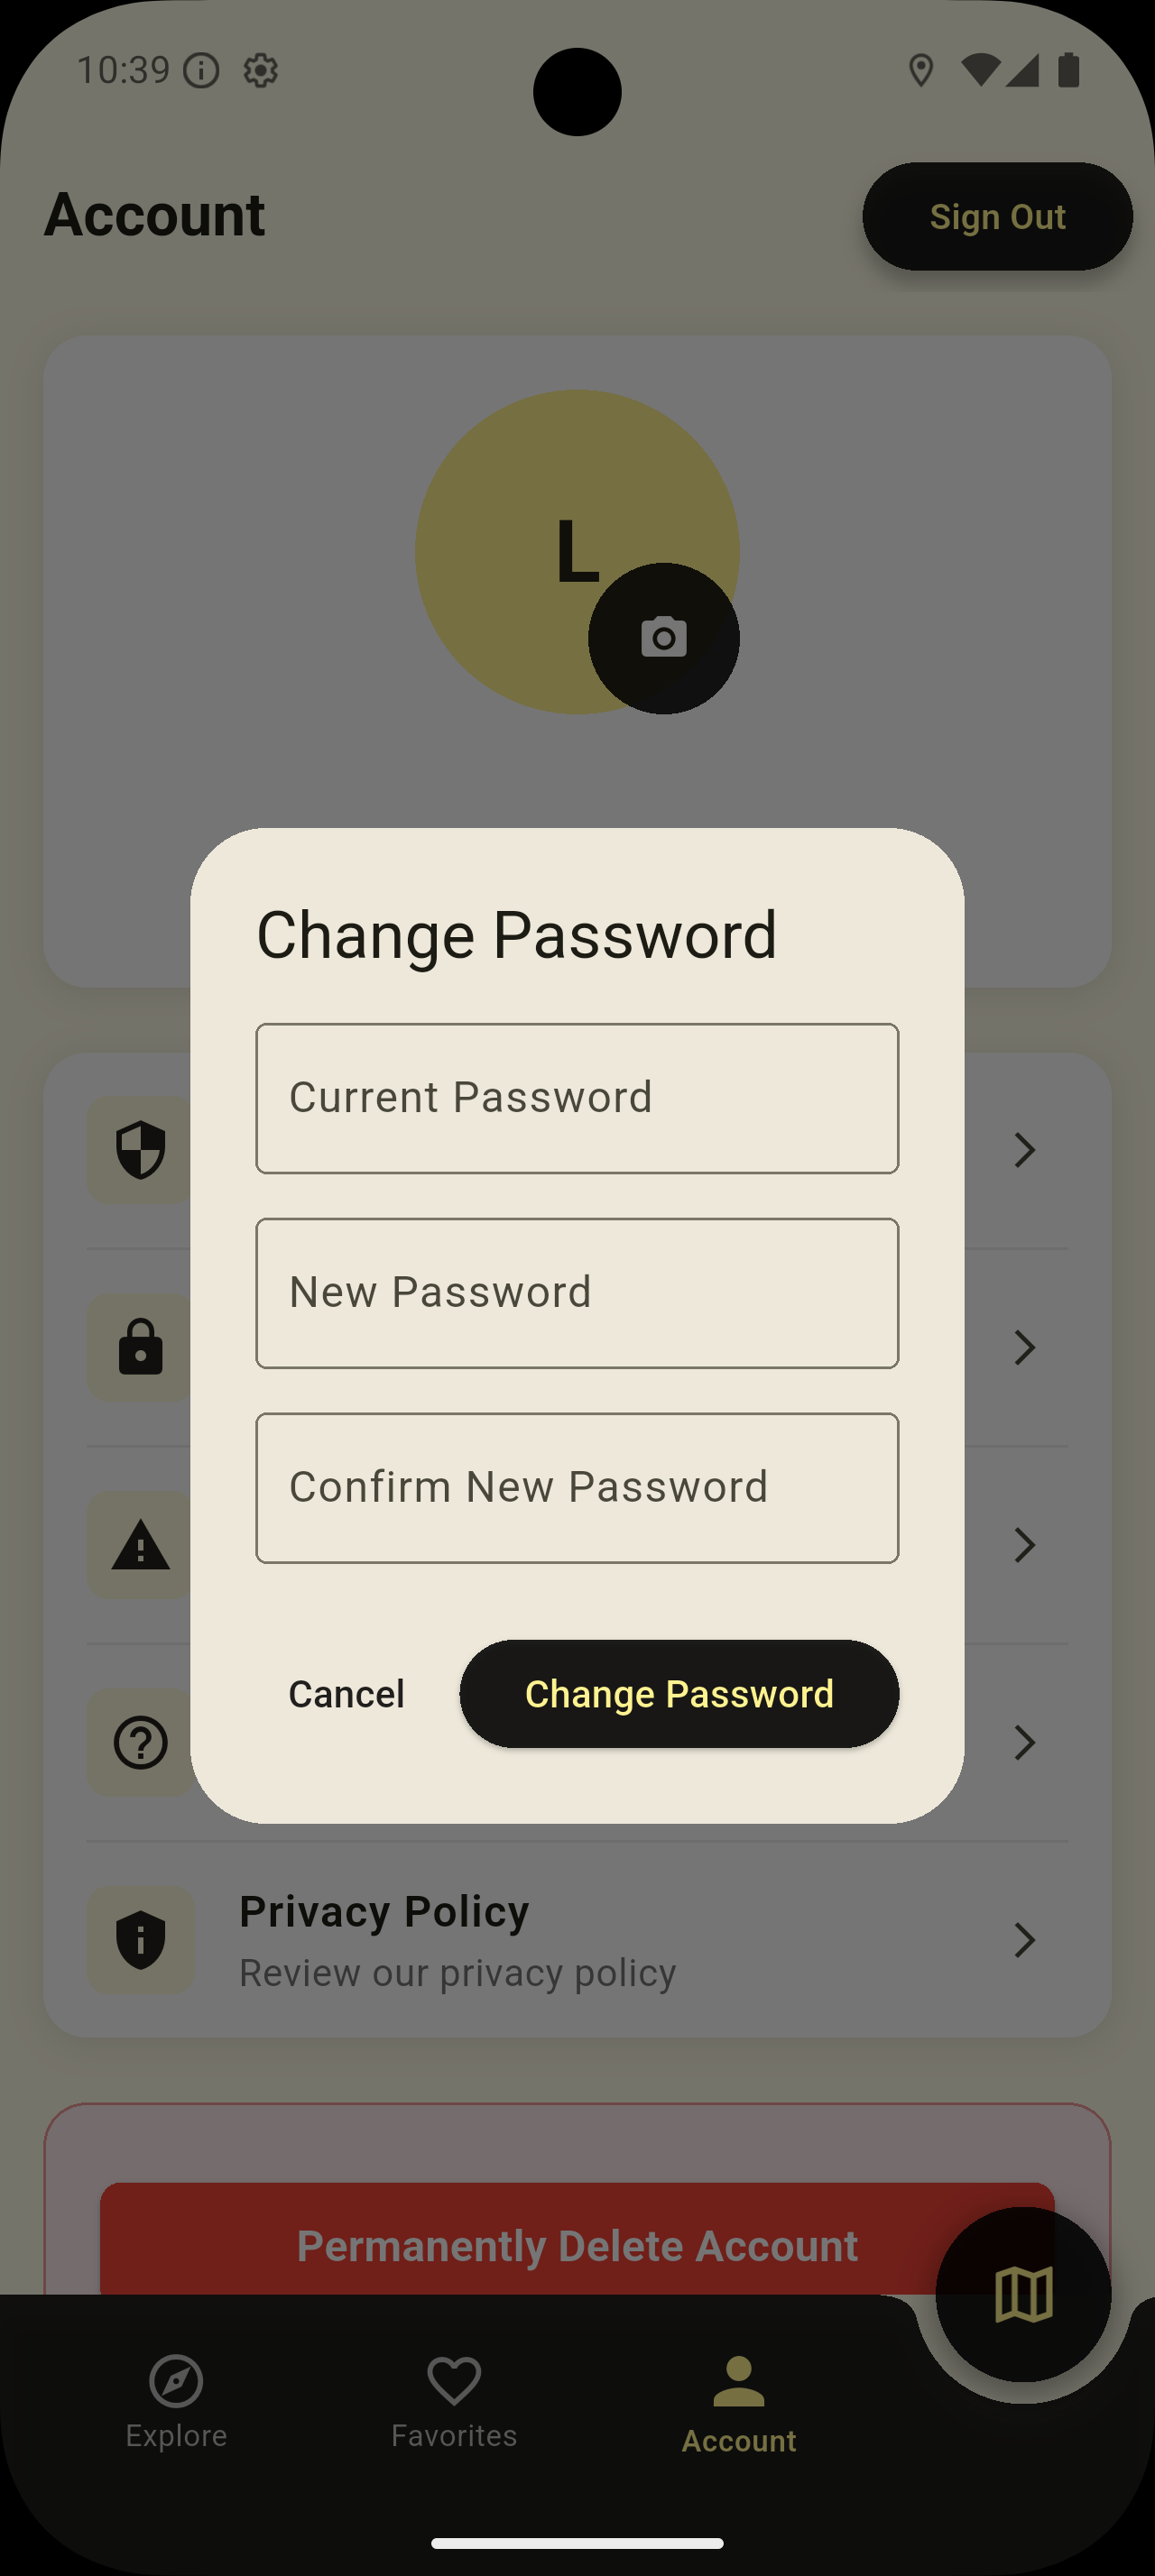 10:39
Account
Sign Out
L
Change Password
Current Password
New Password
Confirm New Password
Cancel
Change Password
Privacy Policy
Review our privacy policy
Permanently Delete Account
Explore
Favorites
Account